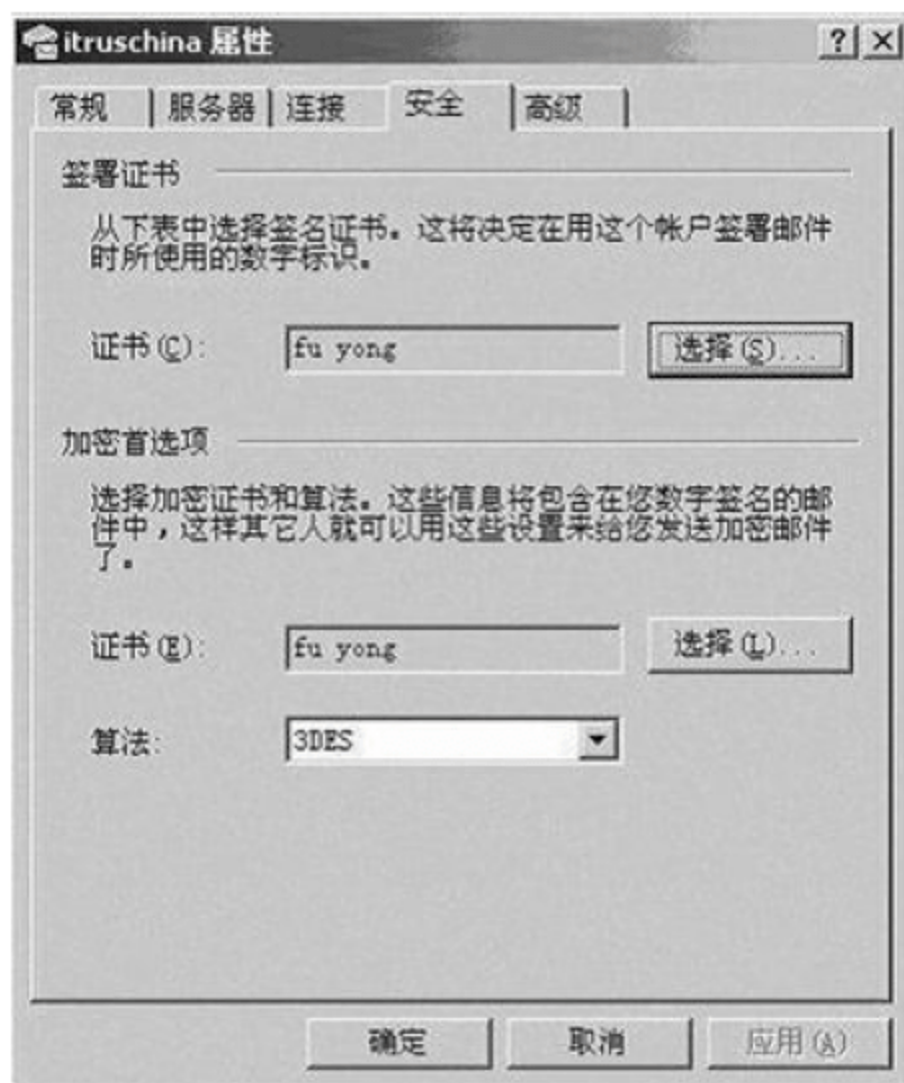 itruschina 属性
常规 服务器 连接 安全 高级
签署证书
从下表中选择签名证书。这将决定在用这个帐户签署邮件
时所使用的数字标识。
证书(C): fu yong 选择(S)...
加密首选项
选择加密证书和算法。这些信息将包含在您数字签名的邮
件中，这样其它人就可以用这些设置来给您发送加密邮件
了。
证书(E): fu yong 选择(L)...
算法: 3DES
确定 取消 应用(A)